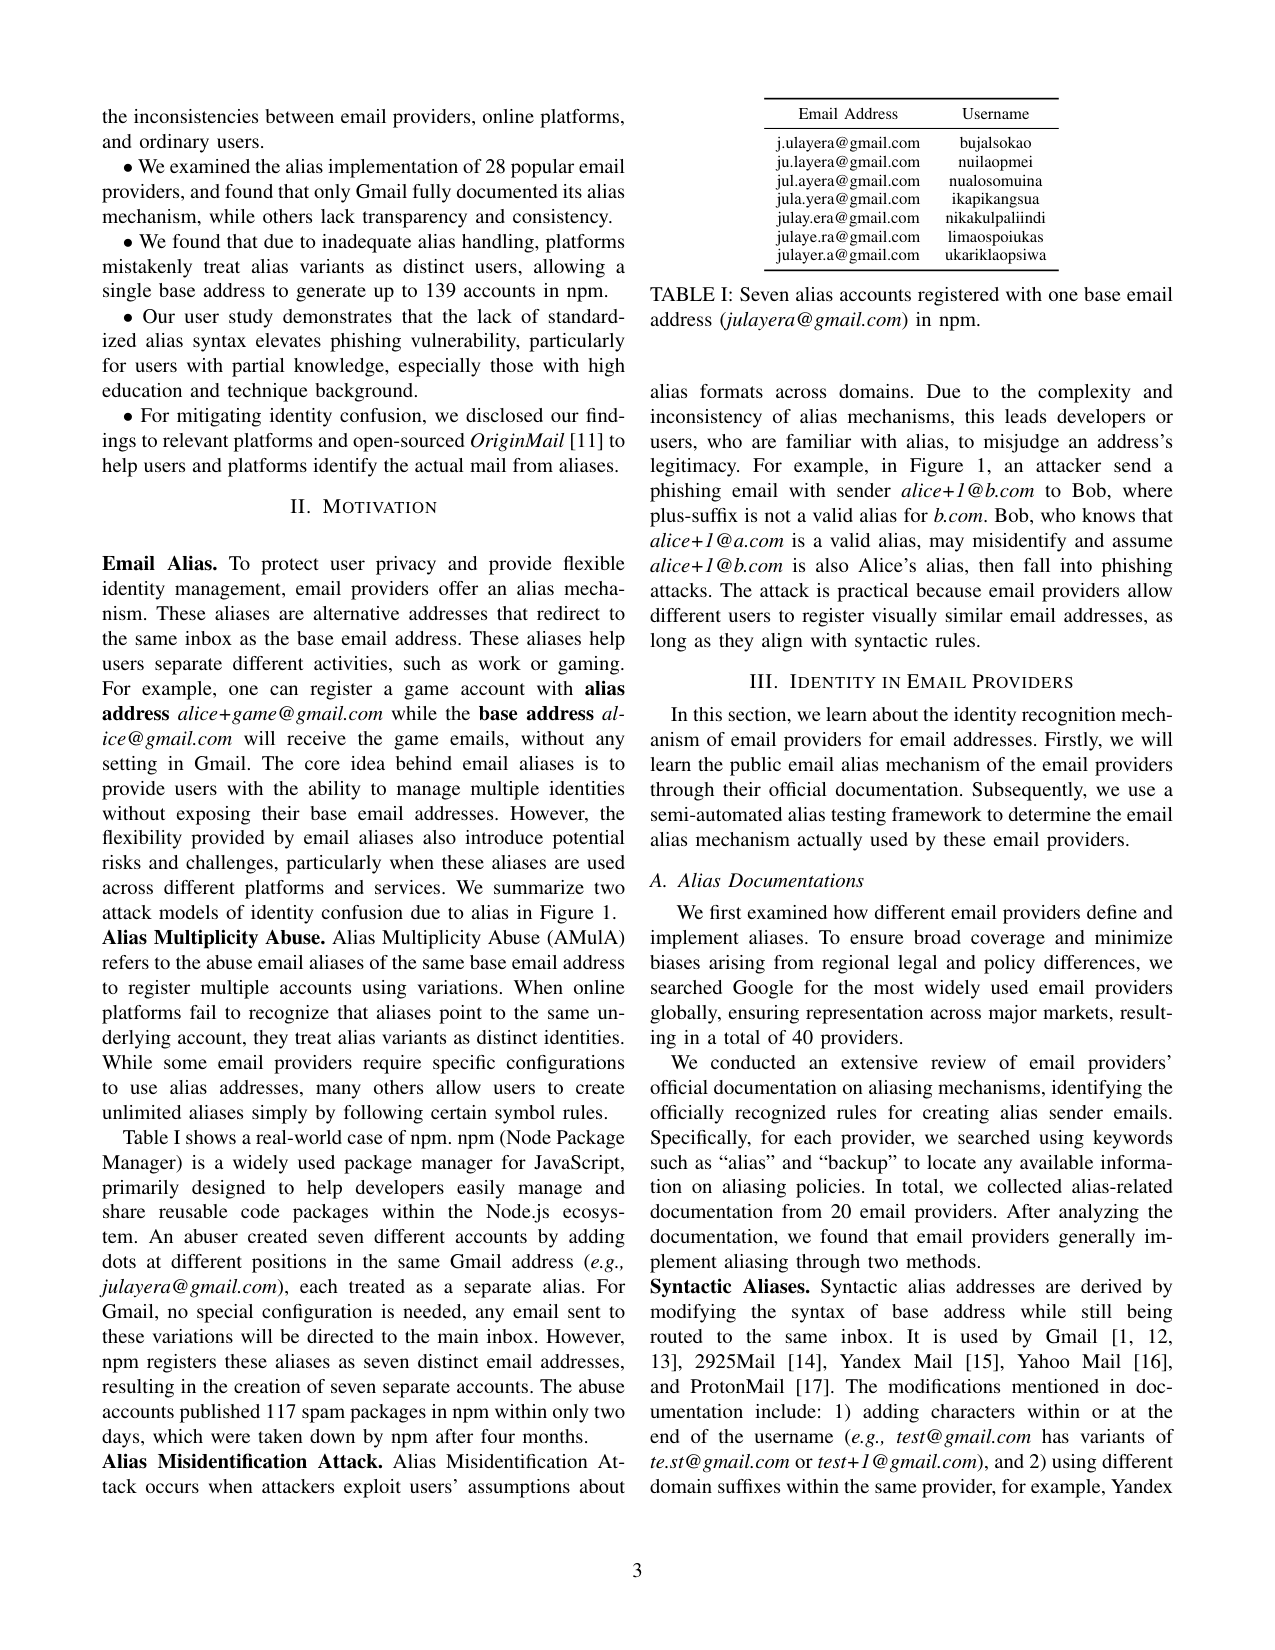 the inconsistencies between email providers, online platforms,
and ordinary users.
• We examined the alias implementation of 28 popular email
providers, and found that only Gmail fully documented its alias
mechanism, while others lack transparency and consistency.
• We found that due to inadequate alias handling, platforms
mistakenly treat alias variants as distinct users, allowing a
single base address to generate up to 139 accounts in npm.
• Our user study demonstrates that the lack of standard-
ized alias syntax elevates phishing vulnerability, particularly
for users with partial knowledge, especially those with high
education and technique background.
• For mitigating identity confusion, we disclosed our find-
ings to relevant platforms and open-sourced OriginMail [11] to
help users and platforms identify the actual mail from aliases.
II. MOTIVATION
Email Alias. To protect user privacy and provide flexible
identity management, email providers offer an alias mecha-
nism. These aliases are alternative addresses that redirect to
the same inbox as the base email address. These aliases help
users separate different activities, such as work or gaming.
For example, one can register a game account with alias
address alice+game@gmail.com while the base address al-
ice@gmail.com will receive the game emails, without any
setting in Gmail. The core idea behind email aliases is to
provide users with the ability to manage multiple identities
without exposing their base email addresses. However, the
flexibility provided by email aliases also introduce potential
risks and challenges, particularly when these aliases are used
across different platforms and services. We summarize two
attack models of identity confusion due to alias in Figure 1.
Alias Multiplicity Abuse. Alias Multiplicity Abuse (AMulA)
refers to the abuse email aliases of the same base email address
to register multiple accounts using variations. When online
platforms fail to recognize that aliases point to the same un-
derlying account, they treat alias variants as distinct identities.
While some email providers require specific configurations
to use alias addresses, many others allow users to create
unlimited aliases simply by following certain symbol rules.
Table I shows a real-world case of npm. npm (Node Package
Manager) is a widely used package manager for JavaScript,
primarily designed to help developers easily manage and
share reusable code packages within the Node.js ecosys-
tem. An abuser created seven different accounts by adding
dots at different positions in the same Gmail address (e.g.,
julayera@gmail.com), each treated as a separate alias. For
Gmail, no special configuration is needed, any email sent to
these variations will be directed to the main inbox. However,
npm registers these aliases as seven distinct email addresses,
resulting in the creation of seven separate accounts. The abuse
accounts published 117 spam packages in npm within only two
days, which were taken down by npm after four months.
Alias Misidentification Attack. Alias Misidentification At-
tack occurs when attackers exploit users' assumptions about
Email Address Username
j.ulayera@gmail.com bujalsokao
ju.layera@gmail.com nuilaopmei
jul.ayera@gmail.com nualosomuina
jula.yera@gmail.com ikapikangsua
julay.era@gmail.com nikakulpaliindi
julaye.ra@gmail.com limaospoiukas
julayer.a@gmail.com ukariklaopsiwa
TABLE I: Seven alias accounts registered with one base email
address (julayera@gmail.com) in npm.
alias formats across domains. Due to the complexity and
inconsistency of alias mechanisms, this leads developers or
users, who are familiar with alias, to misjudge an address's
legitimacy. For example, in Figure 1, an attacker send a
phishing email with sender alice+1@b.com to Bob, where
plus-suffix is not a valid alias for b.com. Bob, who knows that
alice+1@a.com is a valid alias, may misidentify and assume
alice+1@b.com is also Alice's alias, then fall into phishing
attacks. The attack is practical because email providers allow
different users to register visually similar email addresses, as
long as they align with syntactic rules.
III. IDENTITY IN EMAIL PROVIDERS
In this section, we learn about the identity recognition mech-
anism of email providers for email addresses. Firstly, we will
learn the public email alias mechanism of the email providers
through their official documentation. Subsequently, we use a
semi-automated alias testing framework to determine the email
alias mechanism actually used by these email providers.
A. Alias Documentations
We first examined how different email providers define and
implement aliases. To ensure broad coverage and minimize
biases arising from regional legal and policy differences, we
searched Google for the most widely used email providers
globally, ensuring representation across major markets, result-
ing in a total of 40 providers.
We conducted an extensive review of email providers'
official documentation on aliasing mechanisms, identifying the
officially recognized rules for creating alias sender emails.
Specifically, for each provider, we searched using keywords
such as “alias” and “backup” to locate any available informa-
tion on aliasing policies. In total, we collected alias-related
documentation from 20 email providers. After analyzing the
documentation, we found that email providers generally im-
plement aliasing through two methods.
Syntactic Aliases. Syntactic alias addresses are derived by
modifying the syntax of base address while still being
routed to the same inbox. It is used by Gmail [1, 12,
13], 2925Mail [14], Yandex Mail [15], Yahoo Mail [16],
and ProtonMail [17]. The modifications mentioned in doc-
umentation include: 1) adding characters within or at the
end of the username (e.g., test@gmail.com has variants of
te.st@gmail.com or test+1@gmail.com), and 2) using different
domain suffixes within the same provider, for example, Yandex
3